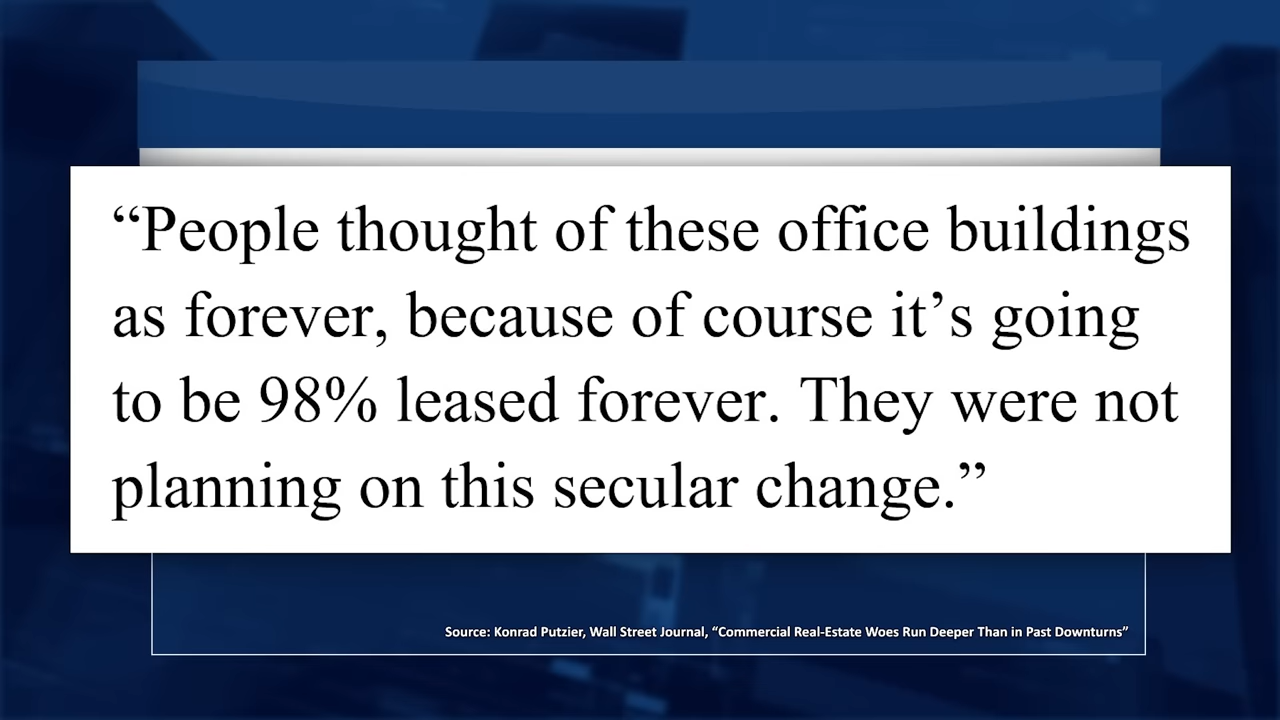 “People thought of these office buildings
as forever, because of course it’s going
to be 98% leased forever. They were not
planning on this secular change.”
Source: Konrad Putzier, Wall Street Journal, “Commercial Real-Estate Woes Run Deeper Than in Past Downturns”